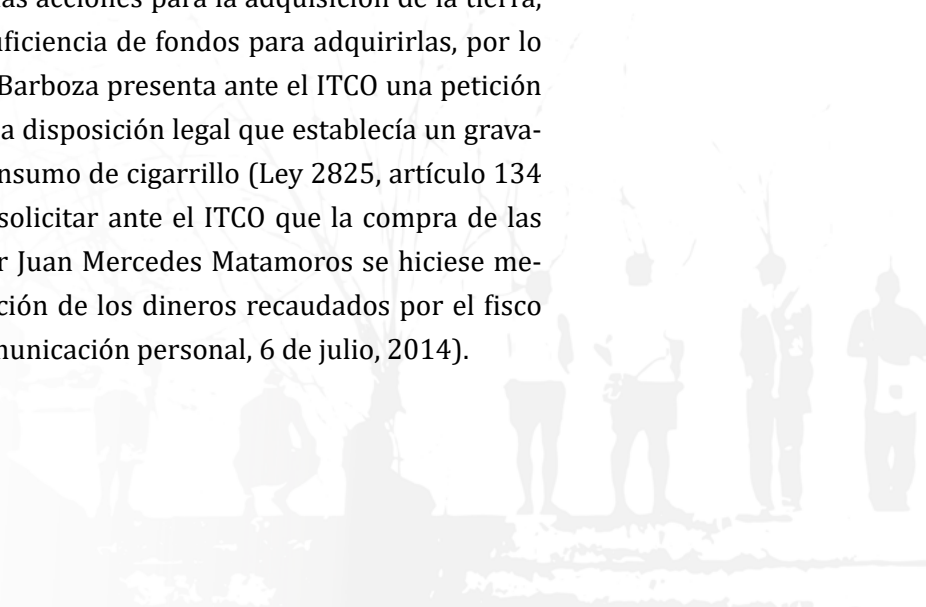 las acciones para la adquisición de la tierra,
ficiencia de fondos para adquirirlas, por lo
Barboza presenta ante el ITCO una petición
a disposición legal que establecía un grava-
nsumo de cigarrillo (Ley 2825, artículo 134
solicitar ante el ITCO que la compra de las
r Juan Mercedes Matamoros se hiciese me-
ción de los dineros recaudados por el fisco
municación personal, 6 de julio, 2014).